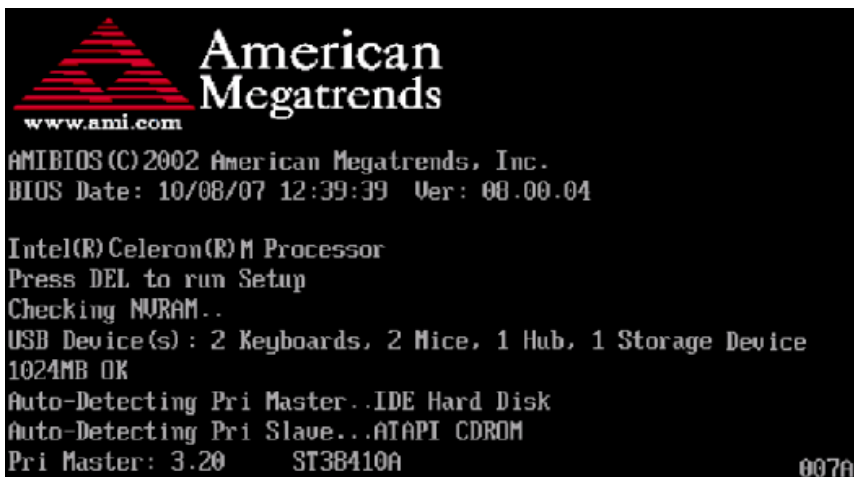 American
Megatrends
www.ami.com
AMIBIOS(C)2002 American Megatrends, Inc.
BIOS Date: 10/08/07 12:39:39 Ver: 08.00.04
Intel(R)Celeron(R)M Processor
Press DEL to run Setup
Checking NVRAM..
USB Device(s): 2 Keyboards, 2 Mice, 1 Hub, 1 Storage Device
1024MB OK
Auto-Detecting Pri Master..IDE Hard Disk
Auto-Detecting Pri Slave...ATAPI CDROM
Pri Master: 3.20 ST38410A
007A